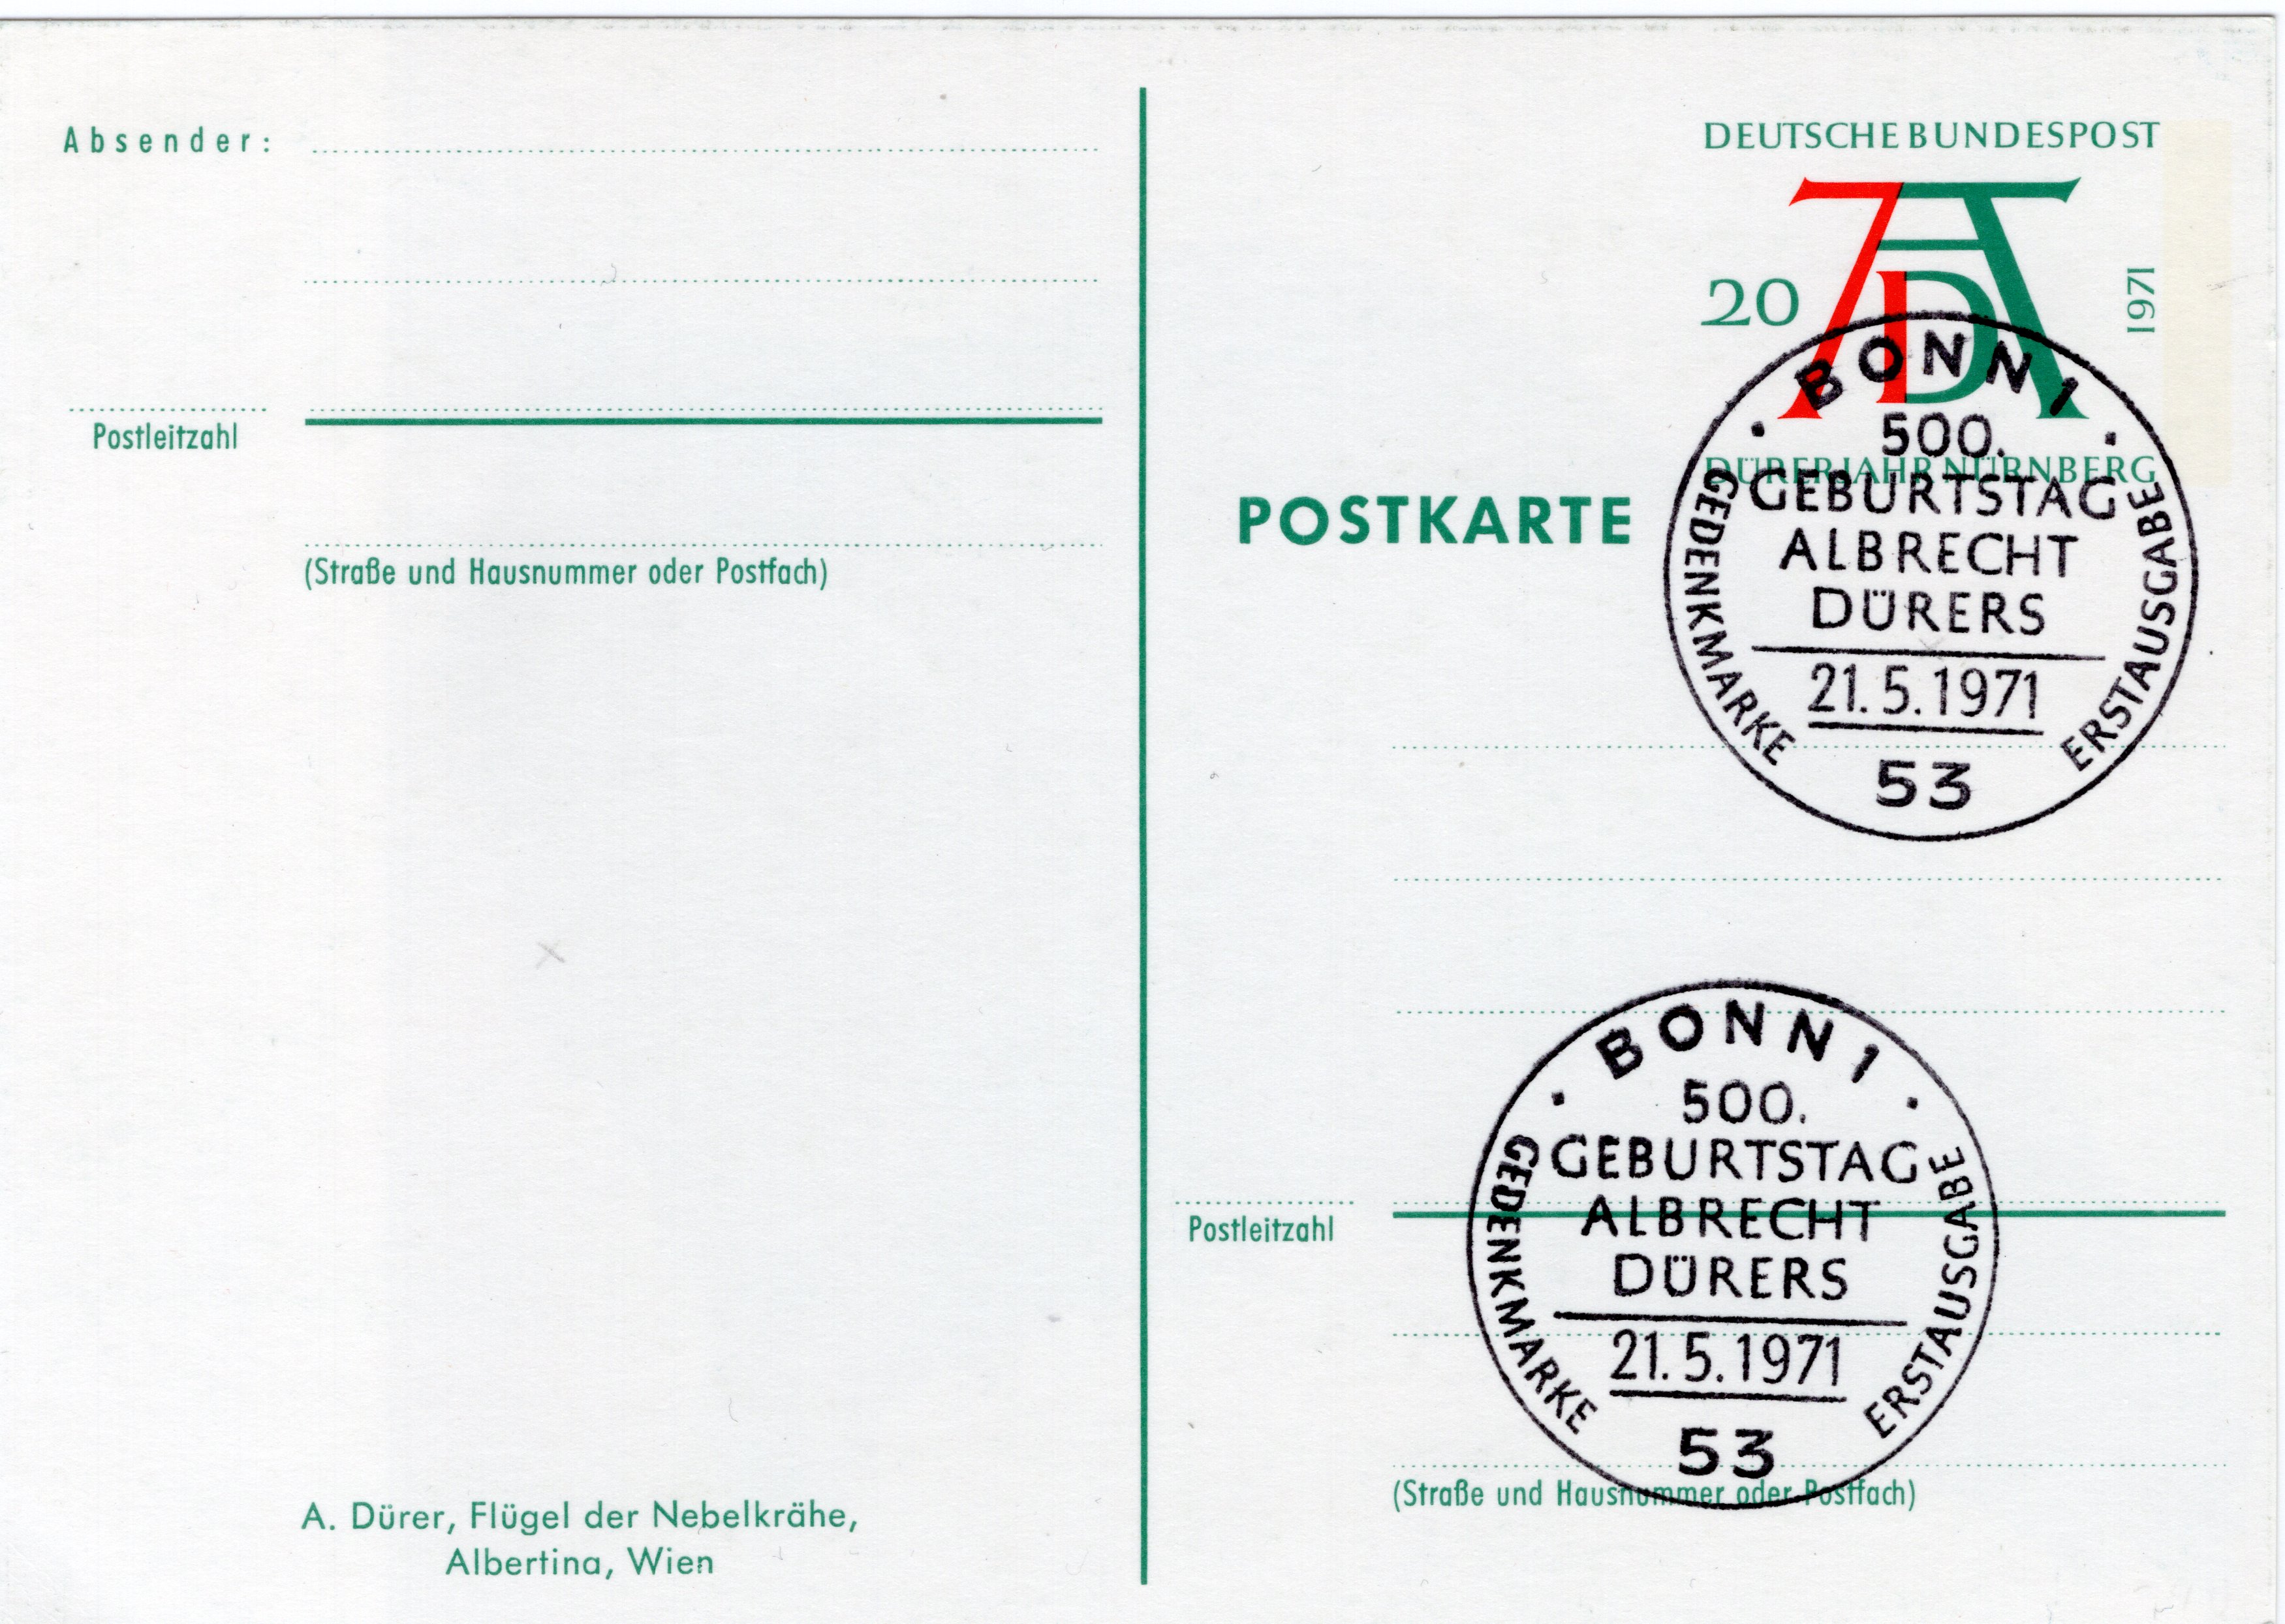 Absender:
Postleitzahl
(Straße und Hausnummer oder Postfach)
A. Dürer, Flügel der Nebelkrähe,
Albertina, Wien
DEUTSCHE BUNDESPOST
AD
20
1971
DÜRERJAHR NÜRNBERG
POSTKARTE
BONN 1
500.
GEBURTSTAG
ALBRECHT
DÜRERS
21.5.1971
53
GEDENKMARKE
ERSTAUSGABE
BONN 1
500.
GEBURTSTAG
ALBRECHT
DÜRERS
21.5.1971
53
GEDENKMARKE
ERSTAUSGABE
Postleitzahl
(Straße und Hausnummer oder Postfach)